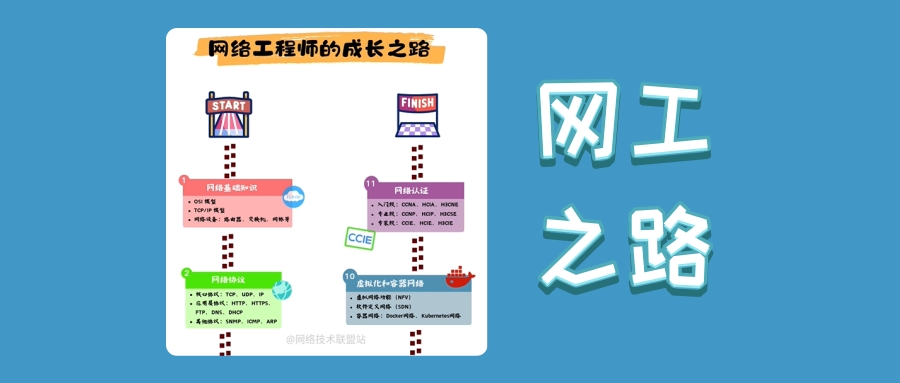 网络工程师的成长之路
START
FINISH
1
网络基础知识
OSI 模型
TCP/IP 模型
网络设备:路由器、交换机、网桥等
2
网络协议
核心协议:TCP、UDP、IP
应用层协议:HTTP、HTTPS、
FTP、DNS、DHCP
其他协议:SNMP、ICMP、ARP
11
网络认证
入门级:CCNA、HCIA、H3CNE
专业级:CCNP、HCIP、H3CSE
专家级:CCIE、HCIE、H3CIE
CCIE
10
虚拟化和容器网络
虚拟网络功能(NFV)
软件定义网络(SDN)
容器网络:Docker网络、Kubernetes网络
@网络技术联盟站
网工
之路